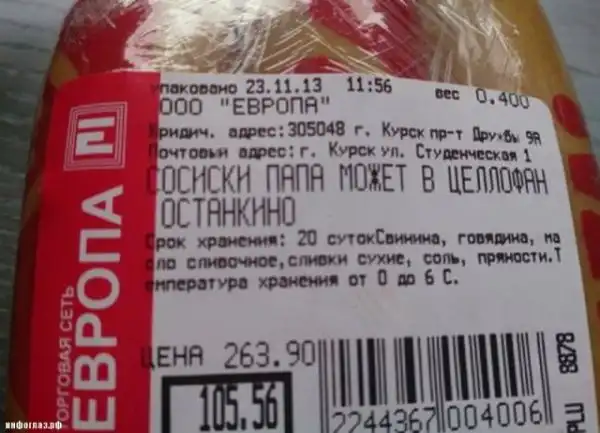 упаковано 23.11.13 11:56 вес 0.400
ООО "ЕВРОПА"
Юридич. адрес:305048 г. Курск пр-т Дружбы 9А
Почтовый адрес:г. Курск ул. Студенческая 1
СОСИСКИ ПАПА МОЖЕТ В ЦЕЛЛОФАН
ОСТАНКИНО
Срок хранения: 20 сутокСвинина, говядина, ма
сло сливочное,сливки сухие, соль, пряности.Т
емпература хранения от 0 до 6 С.
ЦЕНА 263.90
105.56
2244367 004006
PLU 8878
ТОРГОВАЯ СЕТЬ
ЕВРОПА
инфоглаз.рф